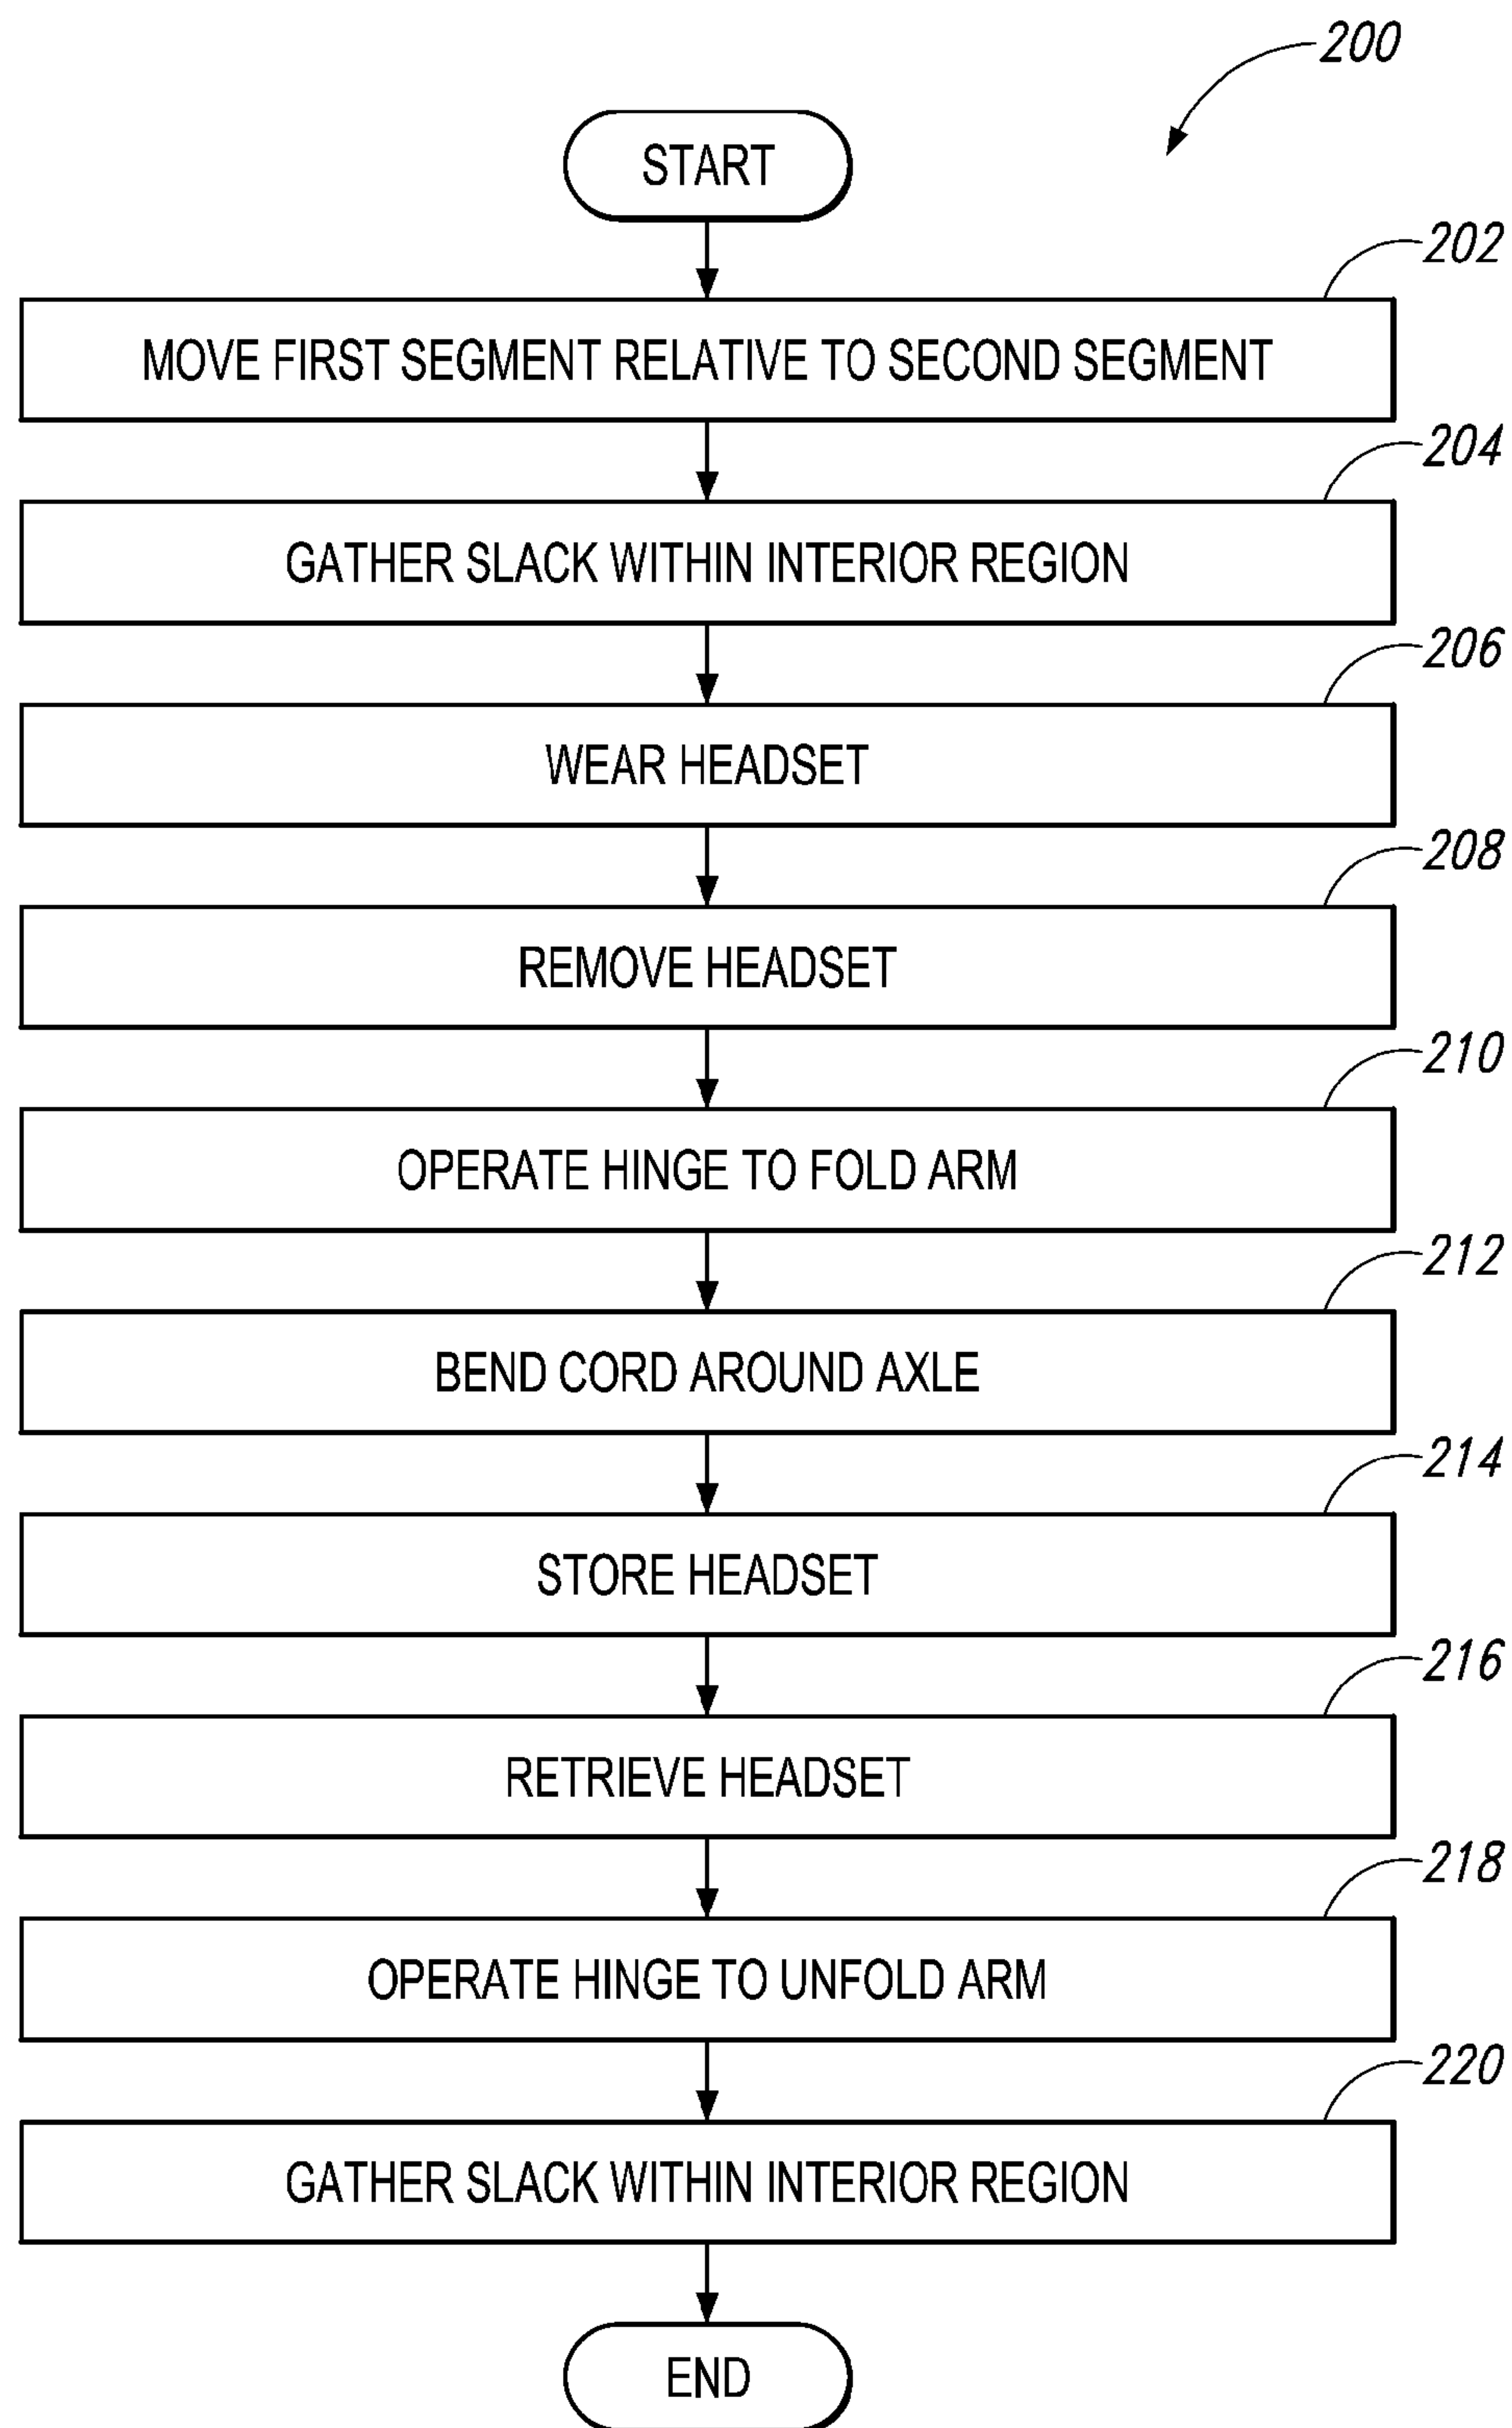 200
START
202
MOVE FIRST SEGMENT RELATIVE TO SECOND SEGMENT
204
GATHER SLACK WITHIN INTERIOR REGION
206
WEAR HEADSET
208
REMOVE HEADSET
210
OPERATE HINGE TO FOLD ARM
212
BEND CORD AROUND AXLE
214
STORE HEADSET
216
RETRIEVE HEADSET
218
OPERATE HINGE TO UNFOLD ARM
220
GATHER SLACK WITHIN INTERIOR REGION
END